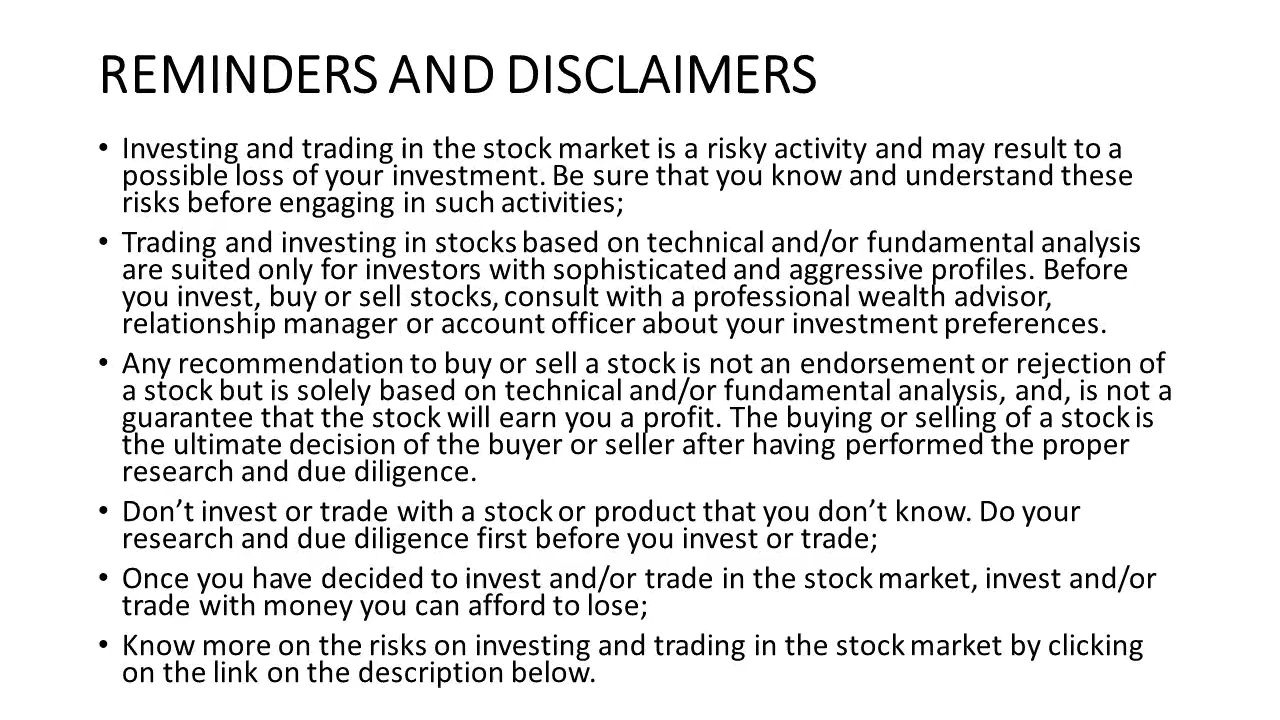 REMINDERS AND DISCLAIMERS
• Investing and trading in the stock market is a risky activity and may result to a
possible loss of your investment. Be sure that you know and understand these
risks before engaging in such activities;
• Trading and investing in stocks based on technical and/or fundamental analysis
are suited only for investors with sophisticated and aggressive profiles. Before
you invest, buy or sell stocks, consult with a professional wealth advisor,
relationship manager or account officer about your investment preferences.
• Any recommendation to buy or sell a stock is not an endorsement or rejection of
a stock but is solely based on technical and/or fundamental analysis, and, is not a
guarantee that the stock will earn you a profit. The buying or selling of a stock is
the ultimate decision of the buyer or seller after having performed the proper
research and due diligence.
• Don’t invest or trade with a stock or product that you don’t know. Do your
research and due diligence first before you invest or trade;
• Once you have decided to invest and/or trade in the stock market, invest and/or
trade with money you can afford to lose;
• Know more on the risks on investing and trading in the stock market by clicking
on the link on the description below.